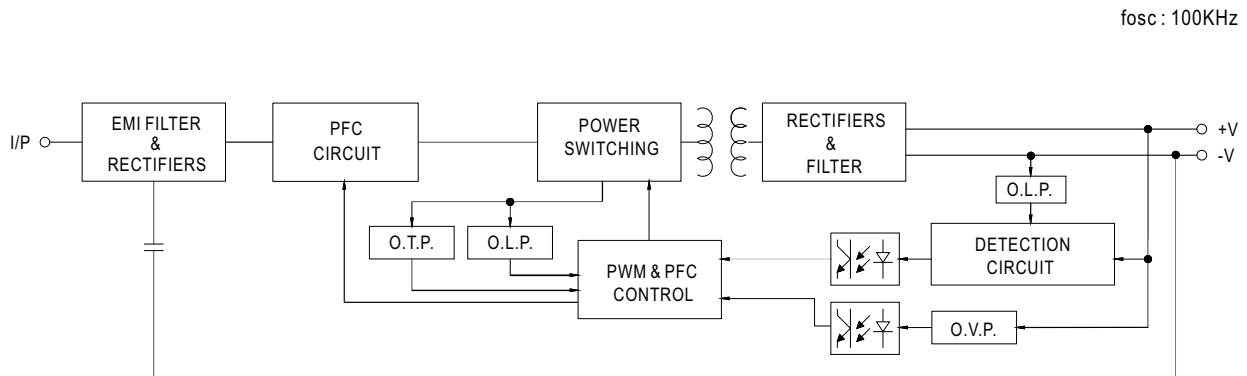 fosc : 100KHz
I/P
EMI FILTER
&
RECTIFIERS
PFC
CIRCUIT
POWER
SWITCHING
RECTIFIERS
&
FILTER
+V
-V
O.L.P.
O.T.P.
O.L.P.
PWM & PFC
CONTROL
DETECTION
CIRCUIT
O.V.P.